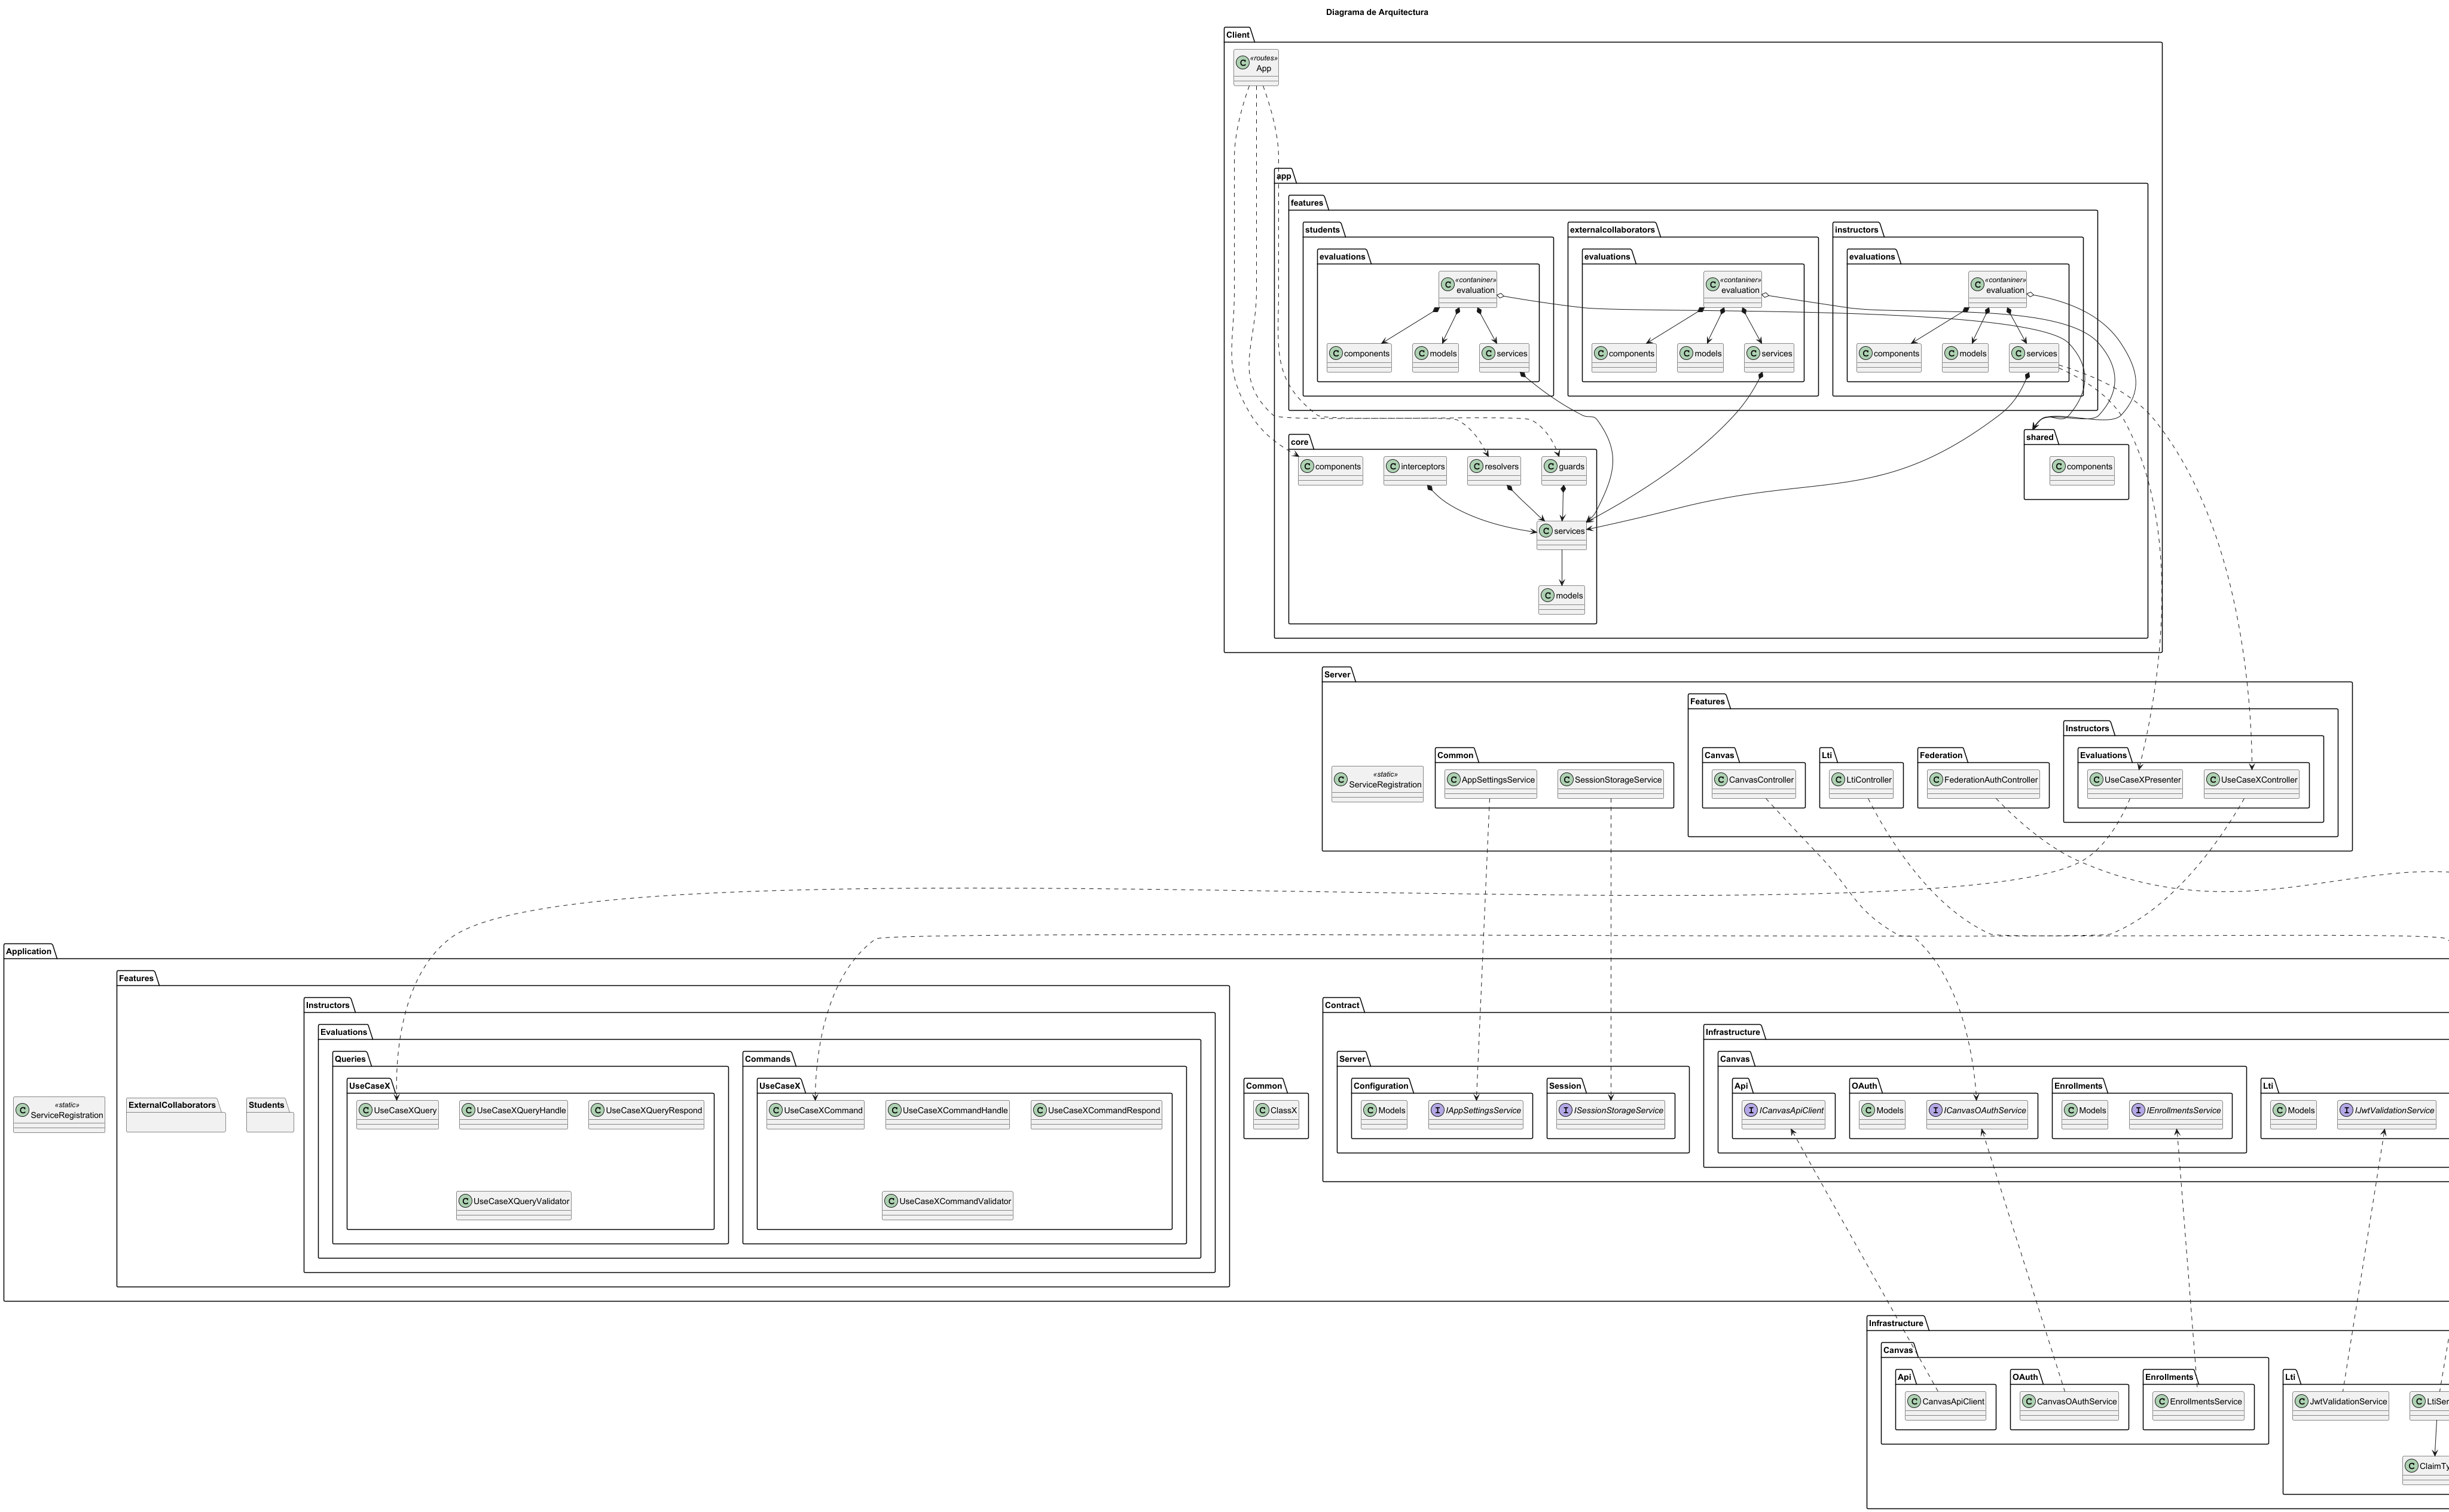 Diagrama de Arquitectura
Client
«routes»
App
app
features
students
externalcollaborators
instructors
evaluations
evaluations
evaluations
«contaniner»
evaluation
«contaniner»
evaluation
«contaniner»
evaluation
components
models
services
components
models
services
components
models
services
core
shared
components
interceptors
resolvers
guards
components
services
models
Server
Features
Instructors
Common
Canvas
Lti
Federation
Evaluations
«static»
ServiceRegistration
AppSettingsService
SessionStorageService
CanvasController
LtiController
FederationAuthController
UseCaseXPresenter
UseCaseXController
Application
Features
Instructors
Contract
Evaluations
Infrastructure
Queries
Commands
Server
Canvas
UseCaseX
UseCaseX
Common
Configuration
Session
Api
OAuth
Enrollments
Lti
«static»
ServiceRegistration
ExternalCollaborators
Students
UseCaseXQuery
UseCaseXQueryHandle
UseCaseXQueryRespond
UseCaseXCommand
UseCaseXCommandHandle
UseCaseXCommandRespond
ClassX
Models
IAppSettingsService
ISessionStorageService
ICanvasApiClient
Models
ICanvasOAuthService
Models
IEnrollmentsService
Models
IJwtValidationService
UseCaseXQueryValidator
UseCaseXCommandValidator
Infrastructure
Canvas
Api
OAuth
Enrollments
Lti
CanvasApiClient
CanvasOAuthService
EnrollmentsService
JwtValidationService
LtiSer
ClaimTy